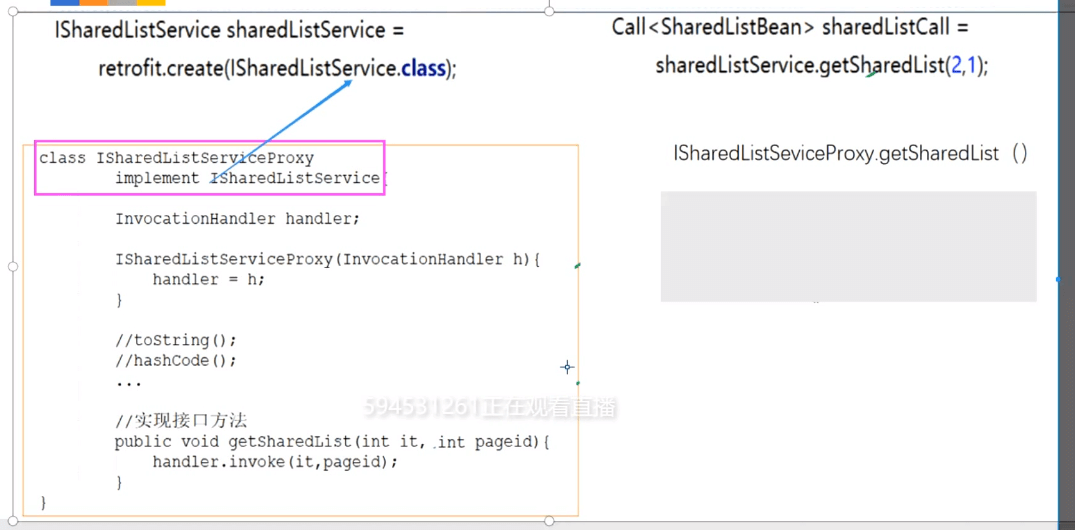 ISharedListService sharedListService =
retrofit.create(ISharedListService.class);
Call<SharedListBean> sharedListCall =
sharedListService.getSharedList(2,1);
class ISharedListServiceProxy
implement ISharedListService
InvocationHandler handler;
ISharedListServiceProxy(InvocationHandler h){
handler = h;
}
//toString();
//hashCode();
...
//实现接口方法
public void getSharedList(int it, int pageid){
handler.invoke(it,pageid);
}
}
ISharedListSeviceProxy.getSharedList ()
594531261正在观看直播